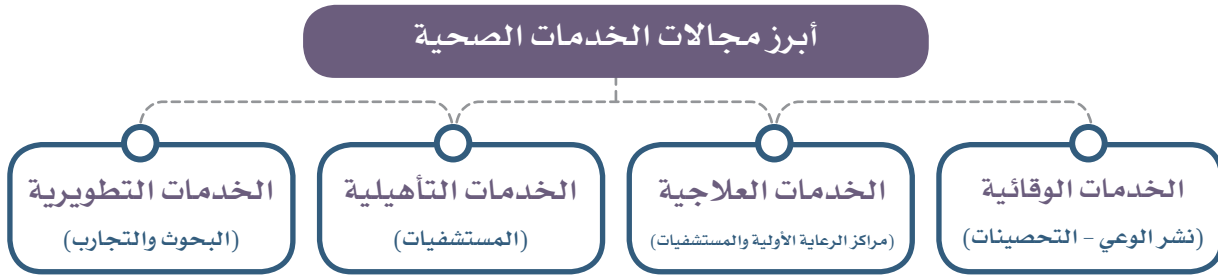 أبرز مجالات الخدمات الصحية
الخدمات الوقائية
(نشر الوعي – التحصينات)
الخدمات العلاجية
(مراكز الرعاية الأولية والمستشفيات)
الخدمات التأهيلية
(المستشفيات)
الخدمات التطويرية
(البحوث والتجارب)